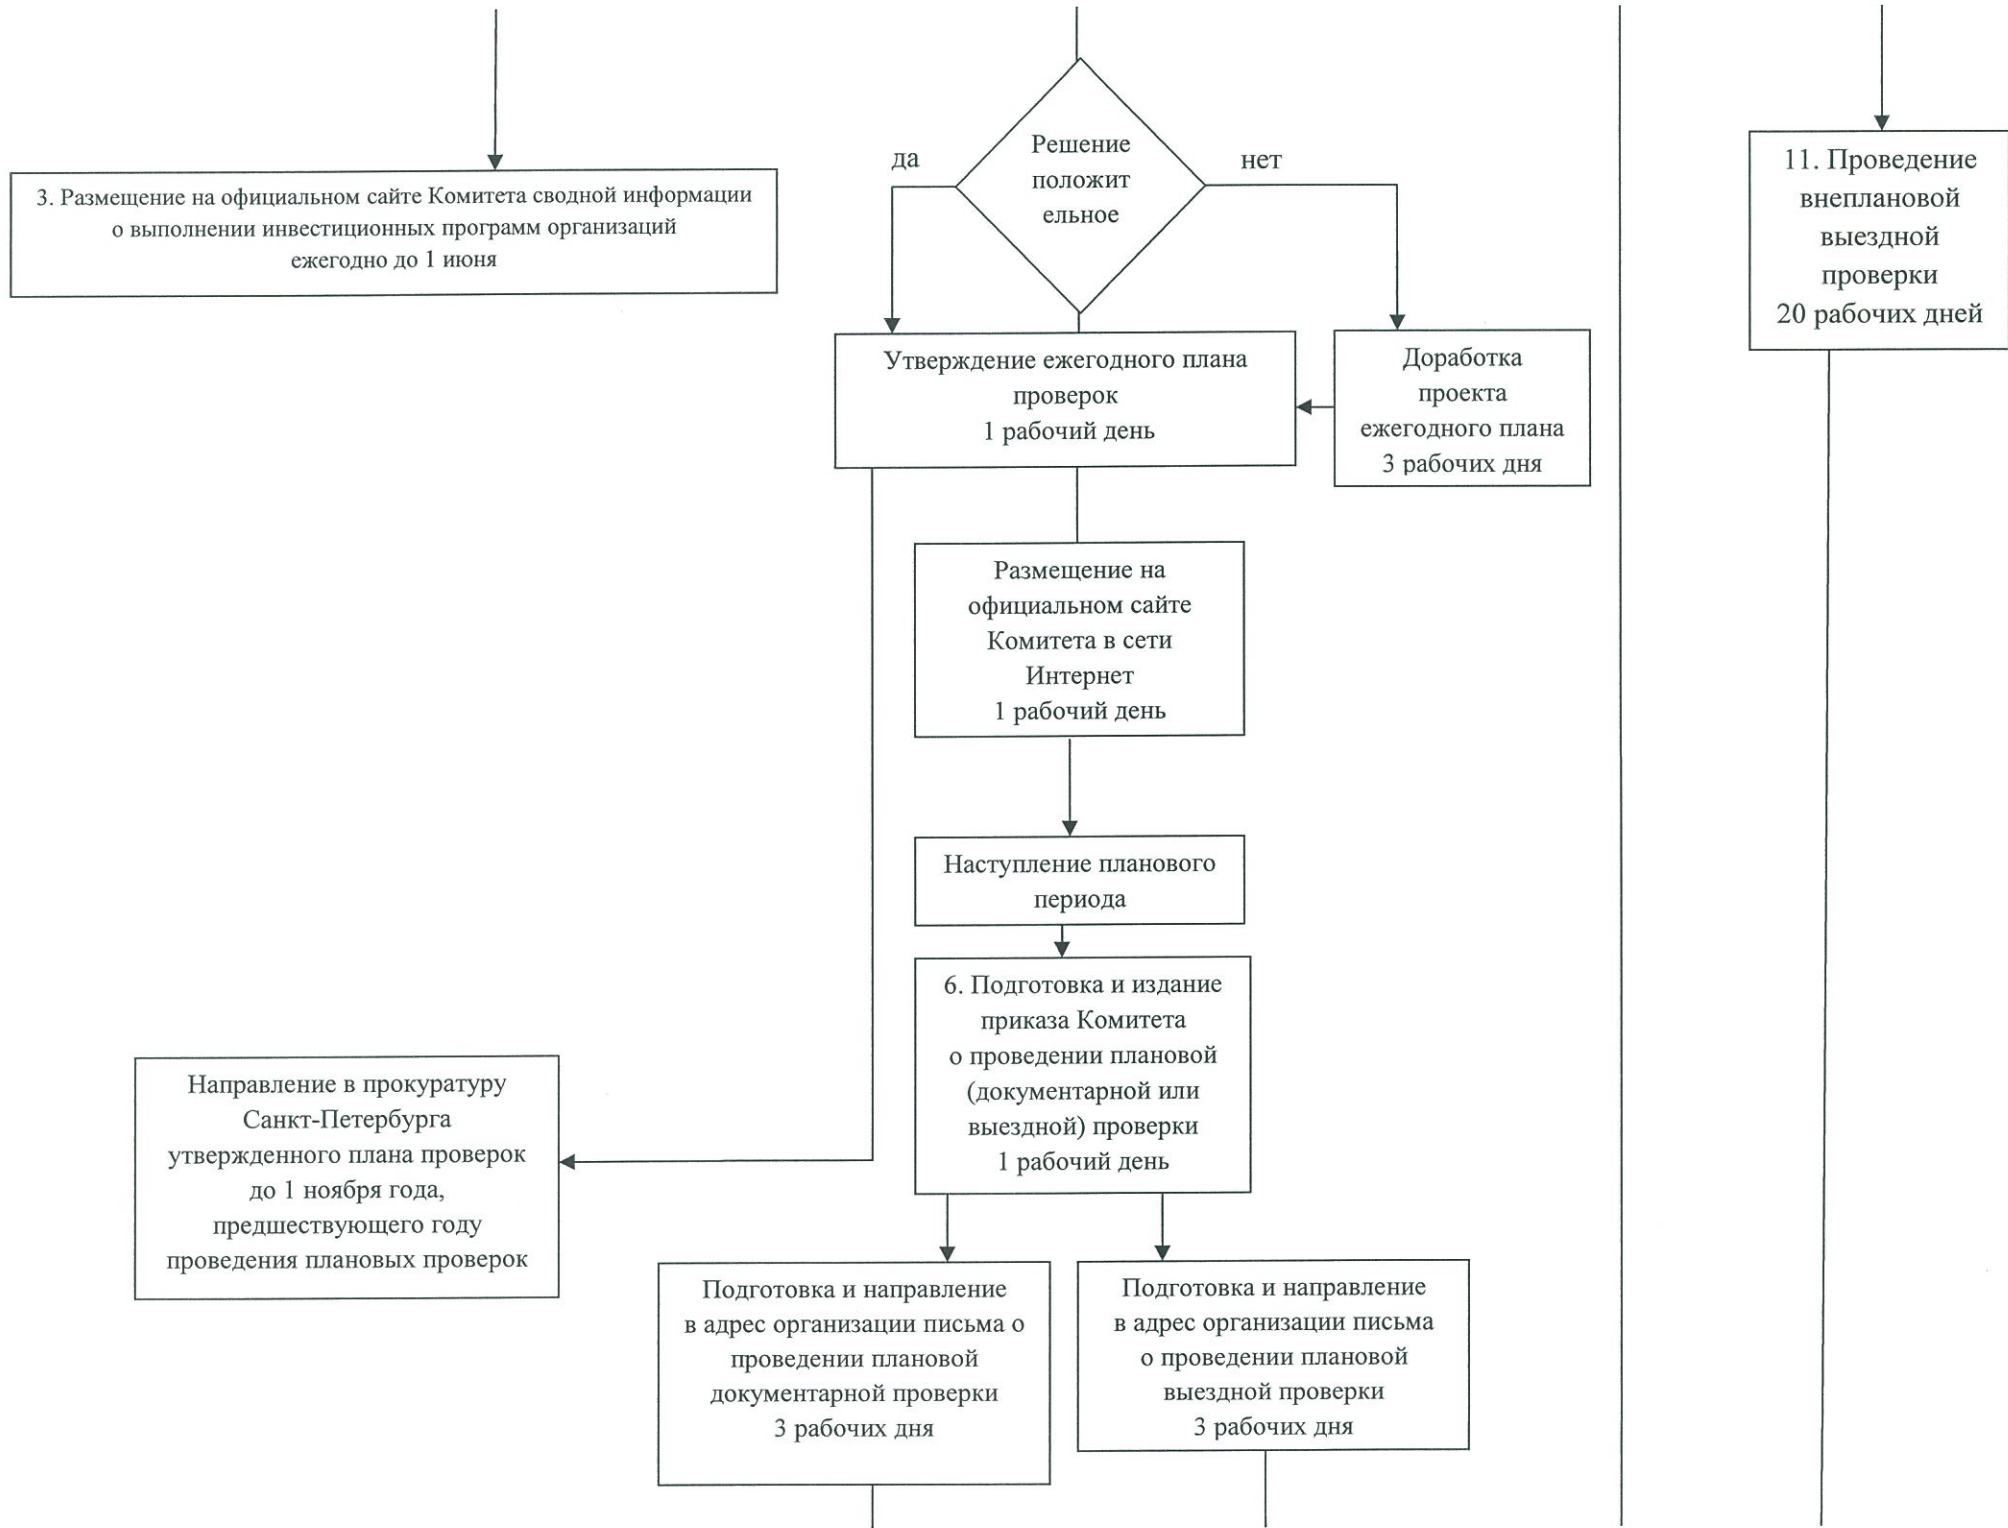 3. Размещение на официальном сайте Комитета сводной информации
о выполнении инвестиционных программ организаций
ежегодно до 1 июня
да
Решение
положит
ельное
нет
11. Проведение
внеплановой
выездной
проверки
20 рабочих дней
Утверждение ежегодного плана
проверок
1 рабочий день
Доработка
проекта
ежегодного плана
3 рабочих дня
Размещение на
официальном сайте
Комитета в сети
Интернет
1 рабочий день
Наступление планового
периода
6. Подготовка и издание
приказа Комитета
о проведении плановой
(документарной или
выездной) проверки
1 рабочий день
Направление в прокуратуру
Санкт-Петербурга
утвержденного плана проверок
до 1 ноября года,
предшествующего году
проведения плановых проверок
Подготовка и направление
в адрес организации письма о
проведении плановой
документарной проверки
3 рабочих дня
Подготовка и направление
в адрес организации письма
о проведении плановой
выездной проверки
3 рабочих дня